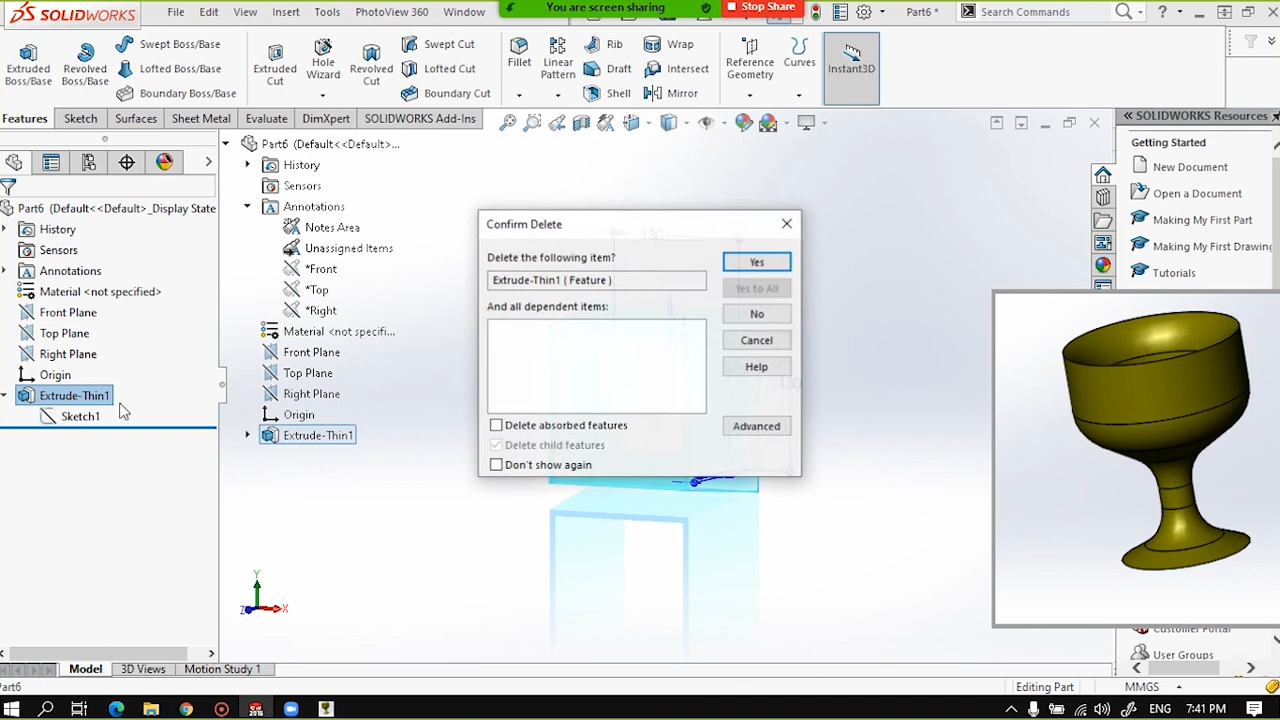 SOLIDWORKS
File
Edit
View
Insert
Tools
PhotoView 360
Window
You are screen sharing
Stop Share
Part6 *
Search Commands
Extruded Boss/Base
Revolved Boss/Base
Swept Boss/Base
Lofted Boss/Base
Boundary Boss/Base
Extruded Cut
Hole Wizard
Revolved Cut
Swept Cut
Lofted Cut
Boundary Cut
Fillet
Linear Pattern
Rib
Draft
Shell
Wrap
Intersect
Mirror
Reference Geometry
Curves
Instant3D
Features
Sketch
Surfaces
Sheet Metal
Evaluate
DimXpert
SOLIDWORKS Add-Ins
Part6 (Default<<Default>_Display State
History
Sensors
Annotations
Material <not specified>
Front Plane
Top Plane
Right Plane
Origin
Extrude-Thin1
Sketch1
Part6 (Default<<Default>...
History
Sensors
Annotations
Notes Area
Unassigned Items
*Front
*Top
*Right
Material <not specifi...
Front Plane
Top Plane
Right Plane
Origin
Extrude-Thin1
Y
Z
X
Confirm Delete
Delete the following item?
Extrude-Thin1 ( Feature )
And all dependent items:
Delete absorbed features
Delete child features
Don't show again
Yes
Yes to All
No
Cancel
Help
Advanced
SOLIDWORKS Resources
Getting Started
New Document
Open a Document
Making My First Part
Making My First Drawing
Tutorials
Customer Portal
User Groups
Model
3D Views
Motion Study 1
Part6
Editing Part
MMGS
ENG
7:41 PM